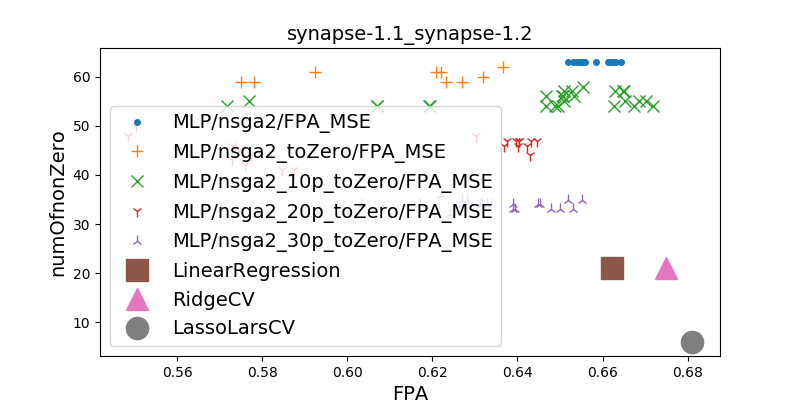 synapse-1.1_synapse-1.2
numOfnonZero
60
50
40
30
20
10
MLP/nsga2/FPA_MSE
MLP/nsga2_toZero/FPA_MSE
MLP/nsga2_10p_toZero/FPA_MSE
MLP/nsga2_20p_toZero/FPA_MSE
MLP/nsga2_30p_toZero/FPA_MSE
LinearRegression
RidgeCV
LassoLarsCV
0.56 0.58 0.60 0.62 0.64 0.66 0.68
FPA